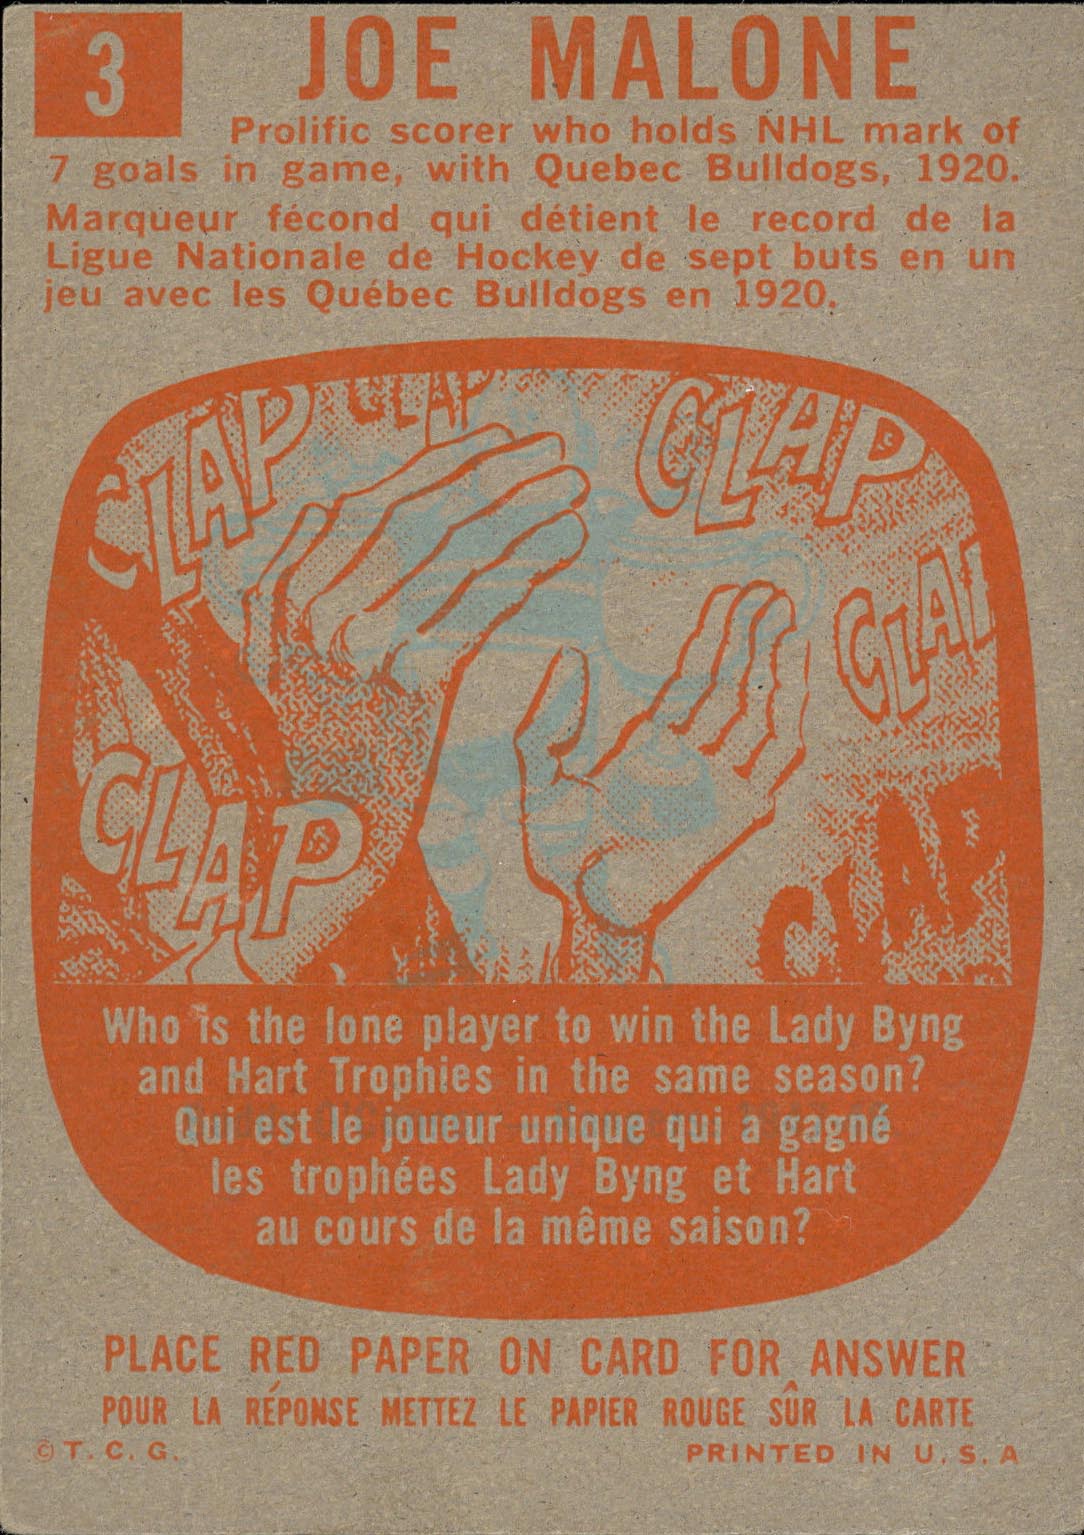 3
JOE MALONE
Prolific scorer who holds NHL mark of
7 goals in game, with Quebec Bulldogs, 1920.
Marqueur fécond qui détient le record de la
Ligue Nationale de Hockey de sept buts en un
jeu avec les Québec Bulldogs en 1920.
CLAP
CLAP
CLAP
CLAP
CLAP
CLAP
Who is the lone player to win the Lady Byng
and Hart Trophies in the same season?
Qui est le joueur unique qui a gagné
les trophées Lady Byng et Hart
au cours de la même saison?
PLACE RED PAPER ON CARD FOR ANSWER
POUR LA RÉPONSE METTEZ LE PAPIER ROUGE SÛR LA CARTE
© T. C. G.
PRINTED IN U. S. A